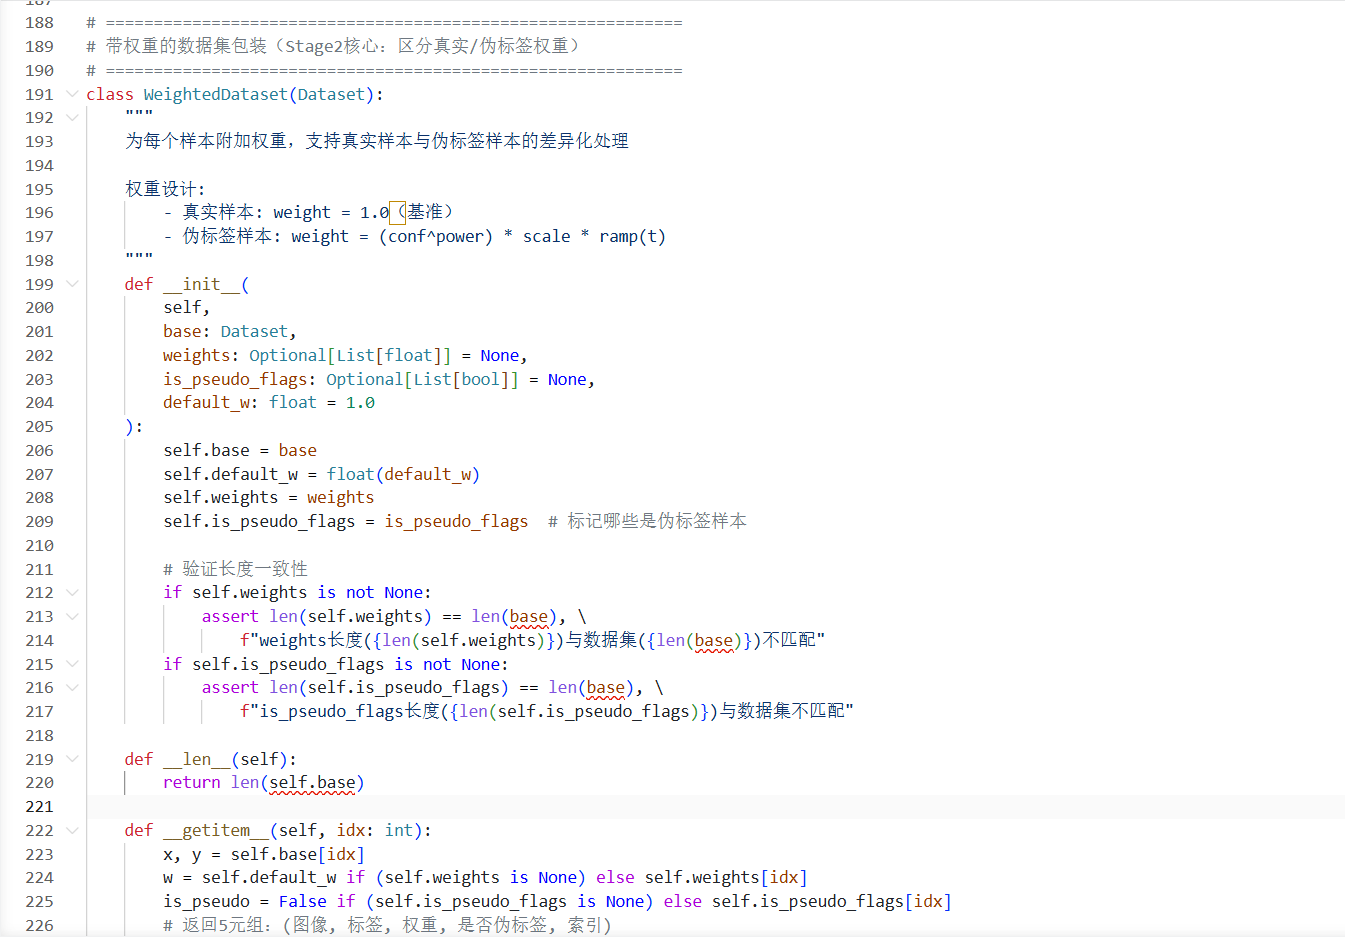 188 # ============================================================
189 # 带权重的数据集包装（Stage2核心：区分真实/伪标签权重）
190 # ============================================================
191 class WeightedDataset(Dataset):
192     """
193     为每个样本附加权重，支持真实样本与伪标签样本的差异化处理
194
195     权重设计:
196         - 真实样本: weight = 1.0（基准）
197         - 伪标签样本: weight = (conf^power) * scale * ramp(t)
198     """
199     def __init__(
200         self,
201         base: Dataset,
202         weights: Optional[List[float]] = None,
203         is_pseudo_flags: Optional[List[bool]] = None,
204         default_w: float = 1.0
205     ):
206         self.base = base
207         self.default_w = float(default_w)
208         self.weights = weights
209         self.is_pseudo_flags = is_pseudo_flags  # 标记哪些是伪标签样本
210
211         # 验证长度一致性
212         if self.weights is not None:
213             assert len(self.weights) == len(base), \
214                 f"weights长度({len(self.weights)})与数据集({len(base)})不匹配"
215         if self.is_pseudo_flags is not None:
216             assert len(self.is_pseudo_flags) == len(base), \
217                 f"is_pseudo_flags长度({len(self.is_pseudo_flags)})与数据集不匹配"
218
219     def __len__(self):
220         return len(self.base)
221
222     def __getitem__(self, idx: int):
223         x, y = self.base[idx]
224         w = self.default_w if (self.weights is None) else self.weights[idx]
225         is_pseudo = False if (self.is_pseudo_flags is None) else self.is_pseudo_flags[idx]
226         # 返回5元组: (图像, 标签, 权重, 是否伪标签, 索引)